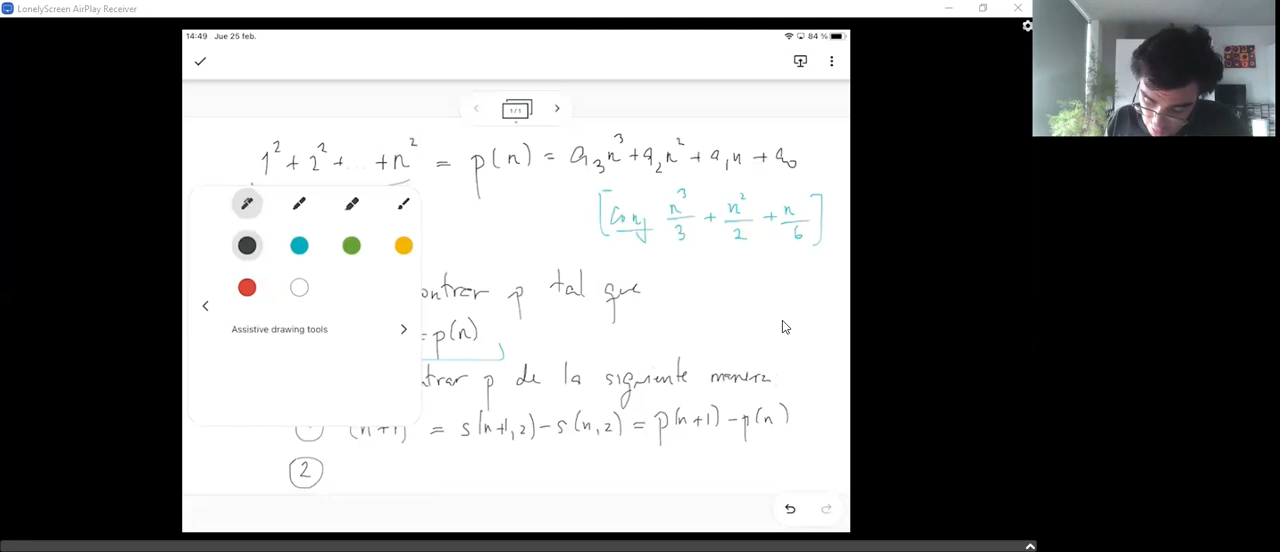 LonelyScreen AirPlay Receiver
14:49 Jue 25 feb.
84 %
1/1
1² + 2² + ... + n² = p(n) = a₃n³ + a₂n² + a₁n + a₀
[Conj n³/3 + n²/2 + n/6]
ontrar p tal que
= p(n)
Assistive drawing tools
trar p de la siguiente manera
(n+1) = s(n+1,2) - s(n,2) = p(n+1) - p(n)
2